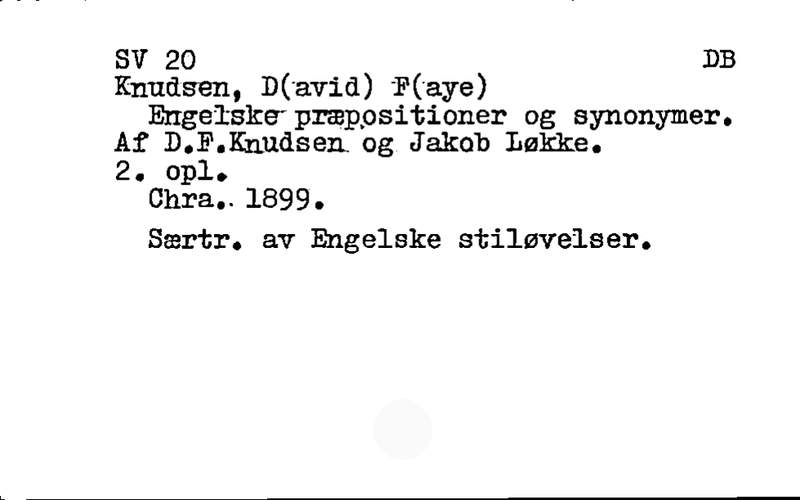 SV 20 DB
Knudsen, D(avid) F(aye)
Engelske præpositioner og synonymer.
Af D.F.Knudsen og Jakob Løkke.
2. opl.
Chra.. 1899.
Særtr. av Engelske stiløvelser.